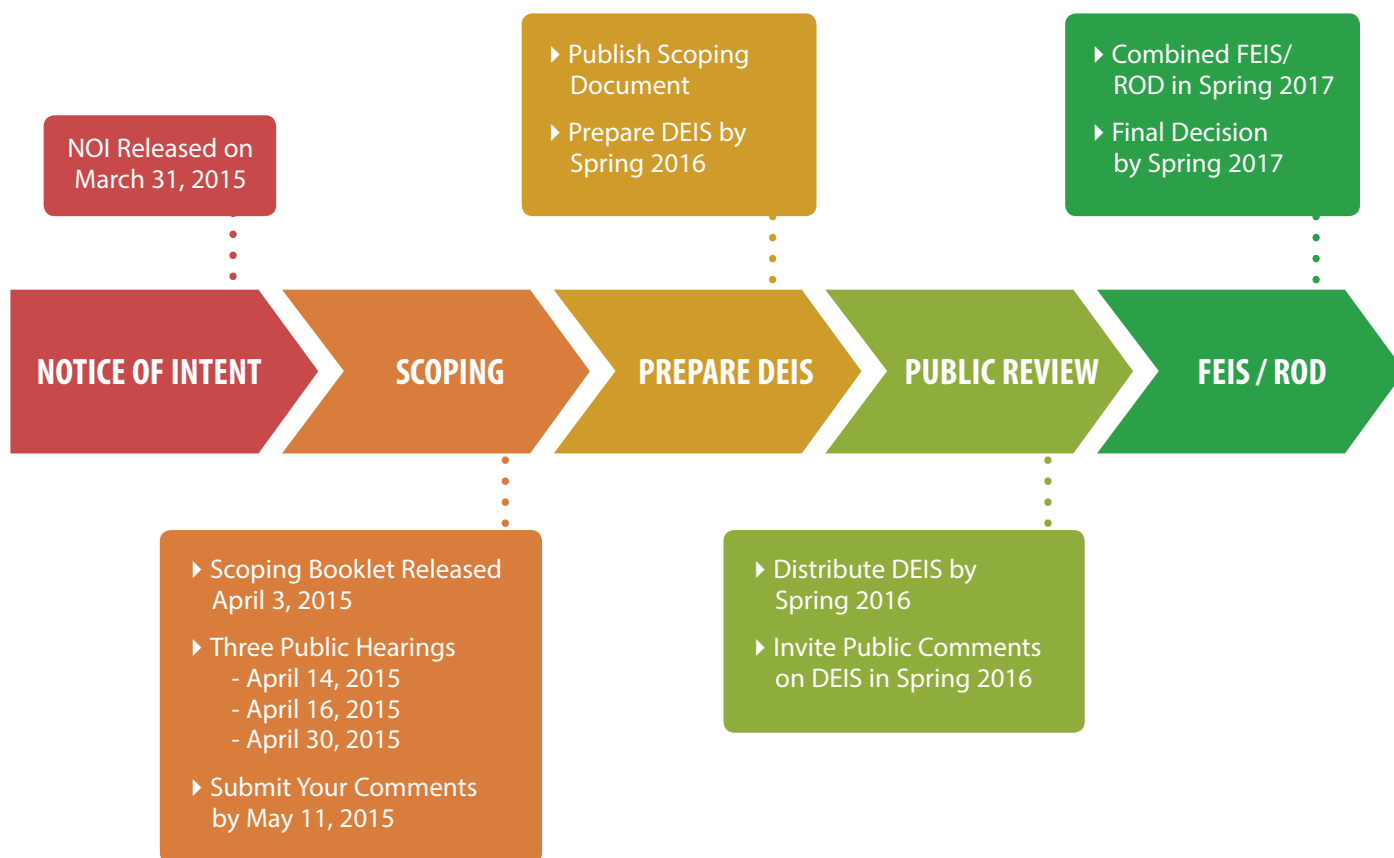 NOI Released on
March 31, 2015
‣ Publish Scoping
Document
‣ Prepare DEIS by
Spring 2016
‣ Combined FEIS/
ROD in Spring 2017
‣ Final Decision
by Spring 2017
NOTICE OF INTENT
SCOPING
PREPARE DEIS
PUBLIC REVIEW
FEIS / ROD
‣ Scoping Booklet Released
April 3, 2015
‣ Three Public Hearings
- April 14, 2015
- April 16, 2015
- April 30, 2015
‣ Submit Your Comments
by May 11, 2015
‣ Distribute DEIS by
Spring 2016
‣ Invite Public Comments
on DEIS in Spring 2016